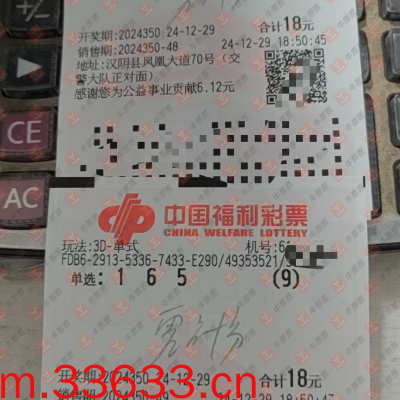 合计18元
开奖期:2024350 24-12-29
销售期:2024350-48 24-12-29 18:50:45
地址:汉阴县凤凰大道70号（交
警大队正对面）
感谢您为公益事业贡献6.12元
CE
AC
中国福利彩票
CHINA WELFARE LOTTERY
玩法:3D-单式 机号:6
FDB6-2913-5336-7433-E290/49353521/
单选: 1 6 5 (9)
开奖期:2024350 24-12-29 合计18元
m.33633.cn